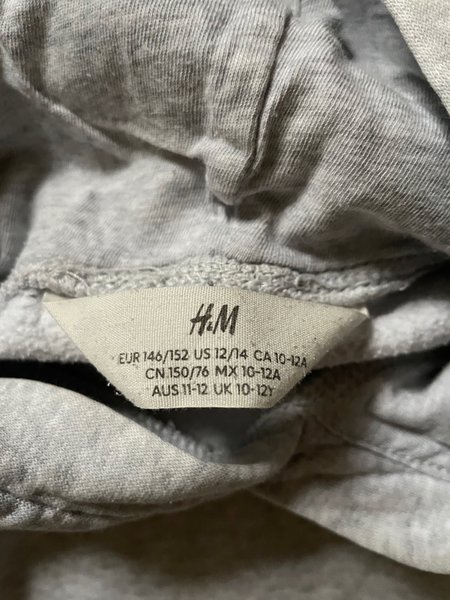 H&M
EUR 146/152 US 12/14 CA 10-12A
CN 150/76 MX 10-12A
AUS 11-12 UK 10-12Y